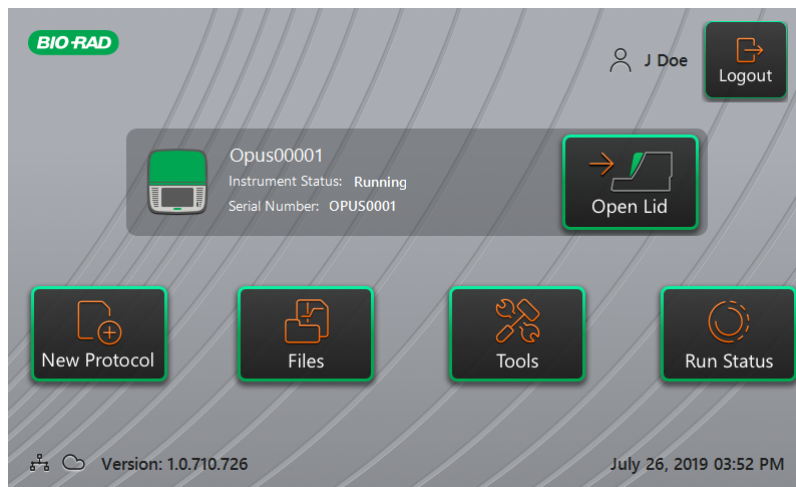 BIO-RAD
J Doe
Logout
Opus00001
Instrument Status: Running
Serial Number: OPUS0001
Open Lid
New Protocol
Files
Tools
Run Status
Version: 1.0.710.726
July 26, 2019 03:52 PM